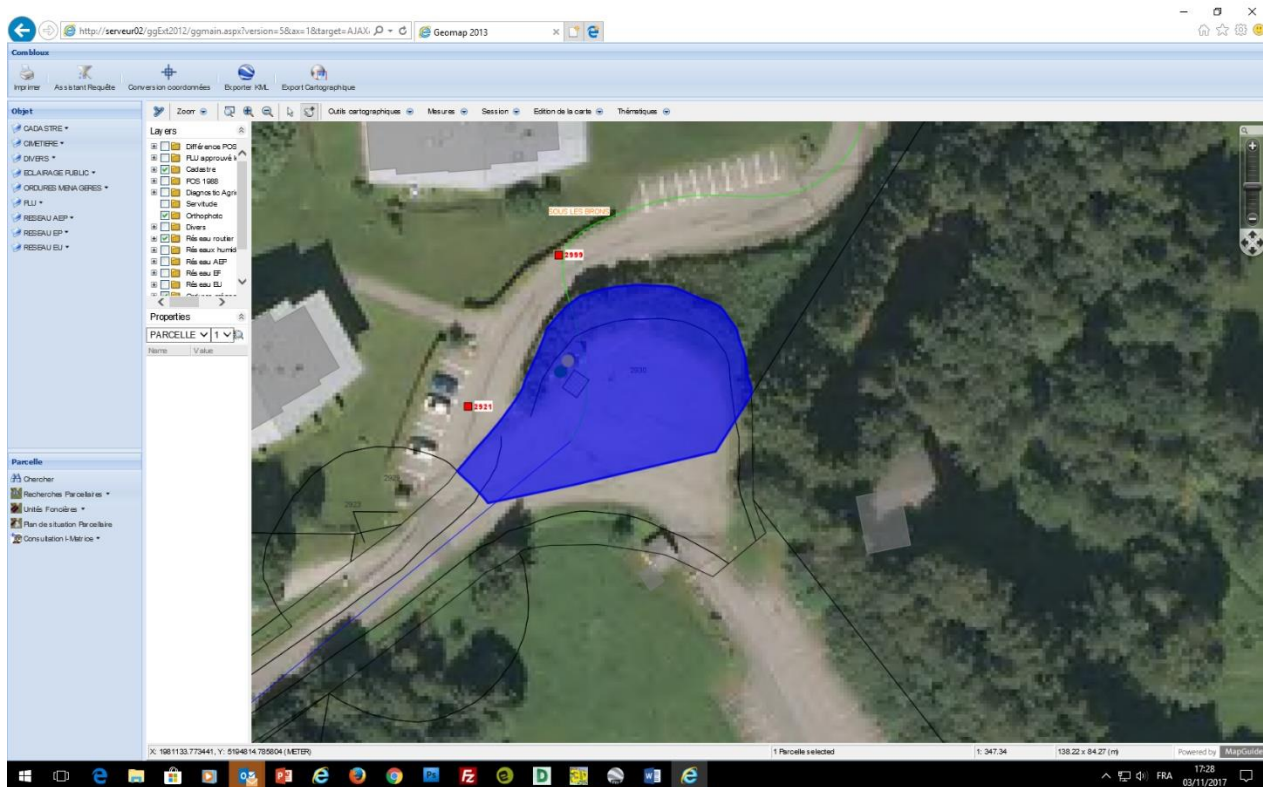 http://serveur02/ggExt2012/ggmain.aspx?version=5&ax=1&target=AJAX
Geomap 2013
Combloux
Imprimer Assistant Requête Conversion coordonnées Exporter KML Export Cartographique
Objet
Zoom Outils cartographiques Mesures Session Edition de la carte Thématiques
CADASTRE
CIMETIERE
DIVERS
ECLAIRAGE PUBLIC
ORDURES MENAGERES
PLU
RESEAU AEP
RESEAU EP
RESEAU EU
Layers
Différence POS
PLU approuvé
Cadastre
POS 1988
Diagnostic Agri
Servitude
Orthophoto
Divers
Réseau routier
Réseaux humid
Réseau AEP
Réseau EP
Réseau EU
Properties
PARCELLE 1
Name Value
SOUS LES BRONS
2999
2930
2921
2923
Parcelle
Chercher
Recherches Parcellaires
Unités Foncières
Plan de situation Parcellaire
Consultation I-Matrice
X: 1981133.773441, Y: 5194814.785804 (METER)
1 Parcelle selected
1: 347.34
138.22 x 84.27 (m)
Powered by MapGuide
FRA
17:28
03/11/2017